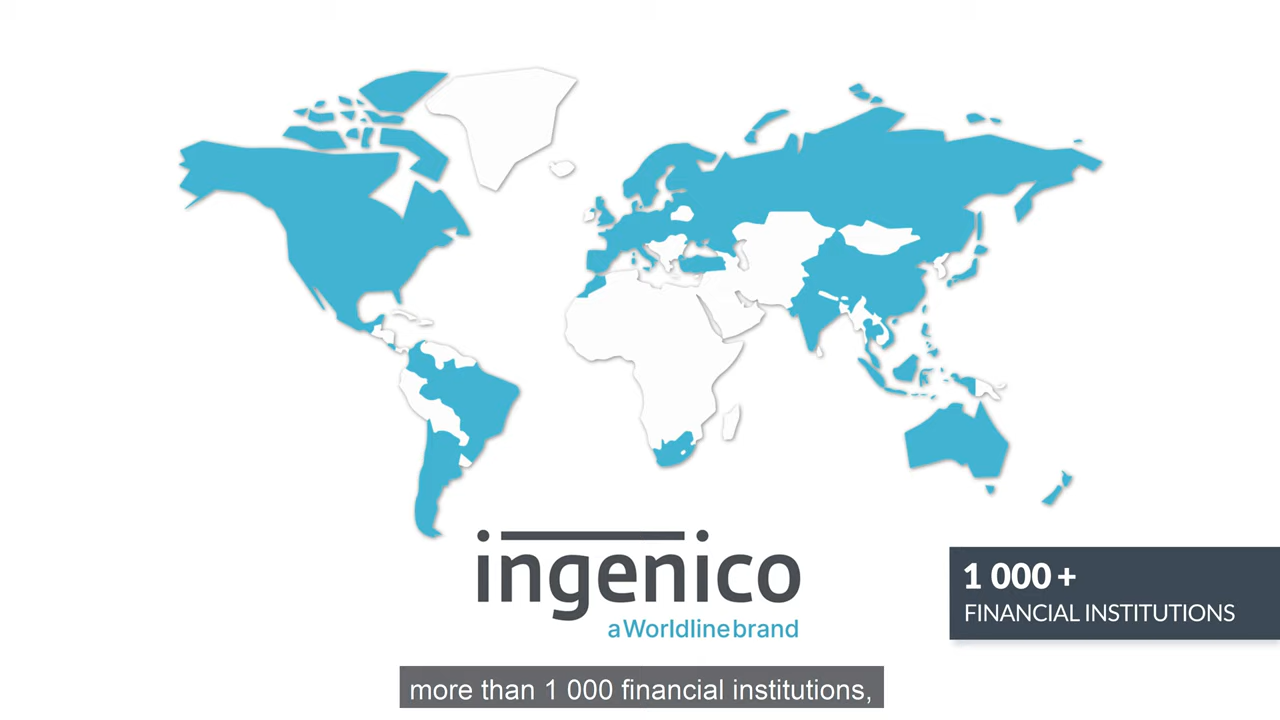 ingenico
a Worldline brand
1 000 +
FINANCIAL INSTITUTIONS
more than 1 000 financial institutions,